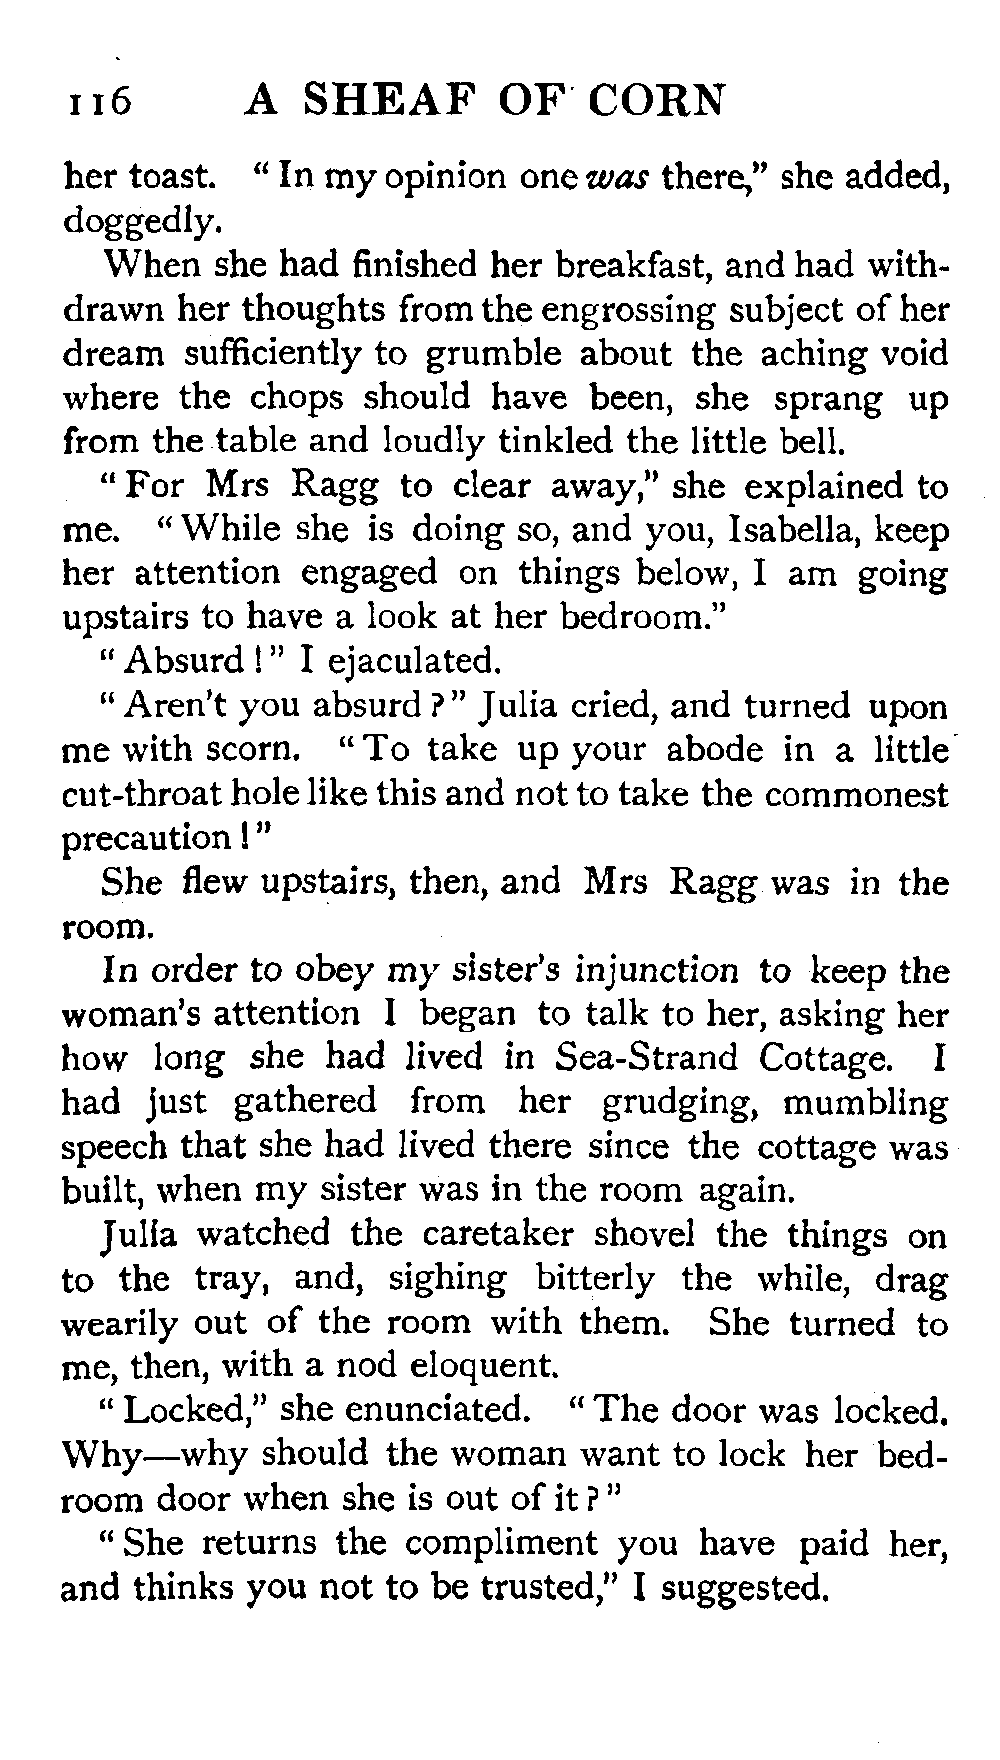 116 A SHEAF OF CORN
her toast. “ In my opinion one was there,” she added,
doggedly.
When she had finished her breakfast, and had with-
drawn her thoughts from the engrossing subject of her
dream sufficiently to grumble about the aching void
where the chops should have been, she sprang up
from the table and loudly tinkled the little bell.
“ For Mrs Ragg to clear away,” she explained to
me. “ While she is doing so, and you, Isabella, keep
her attention engaged on things below, I am going
upstairs to have a look at her bedroom.”
“ Absurd ! ” I ejaculated.
“ Aren’t you absurd ? ” Julia cried, and turned upon
me with scorn. “ To take up your abode in a little
cut-throat hole like this and not to take the commonest
precaution ! ”
She flew upstairs, then, and Mrs Ragg was in the
room.
In order to obey my sister’s injunction to keep the
woman’s attention I began to talk to her, asking her
how long she had lived in Sea-Strand Cottage. I
had just gathered from her grudging, mumbling
speech that she had lived there since the cottage was
built, when my sister was in the room again.
Julia watched the caretaker shovel the things on
to the tray, and, sighing bitterly the while, drag
wearily out of the room with them. She turned to
me, then, with a nod eloquent.
“ Locked,” she enunciated. “ The door was locked.
Why—why should the woman want to lock her bed-
room door when she is out of it ? ”
“ She returns the compliment you have paid her,
and thinks you not to be trusted,” I suggested.